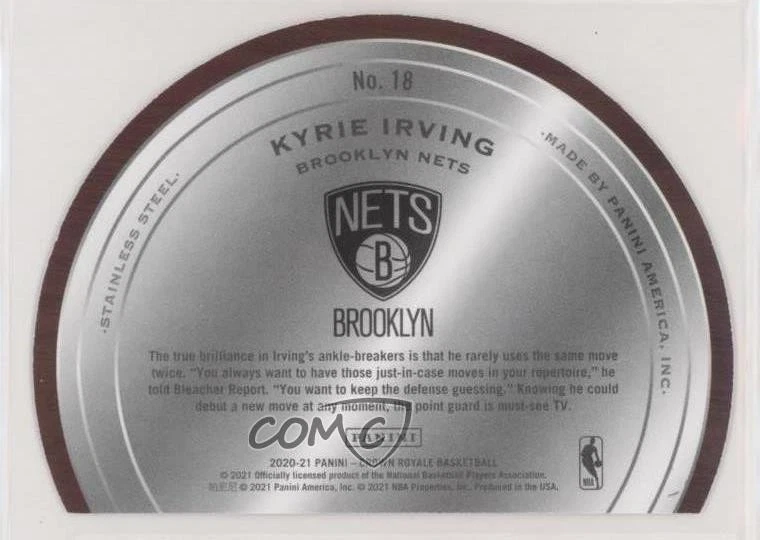 No. 18
KYRIE IRVING
BROOKLYN NETS
·STAINLESS STEEL·
·MADE BY PANINI AMERICA, INC.·
NETS
B
BROOKLYN
The true brilliance in Irving's ankle-breakers is that he rarely uses the same move
twice. "You always want to have those just-in-case moves in your repertoire," he
told Bleacher Report. "You want to keep the defense guessing." Knowing he could
debut a new move at any moment, the point guard is must-see TV.
COMC
PANINI
2020-21 PANINI – CROWN ROYALE BASKETBALL
© 2021 Officially licensed product of the National Basketball Players Association.
帕尼尼 © 2021 Panini America, Inc. © 2021 NBA Properties, Inc. Produced in the USA.
NBA